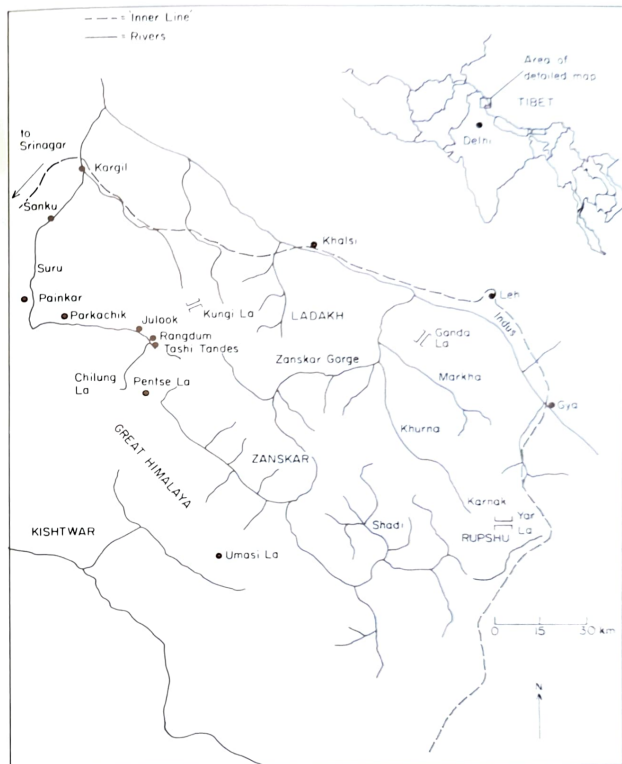 ---- = 'Inner Line'
—— = Rivers
Area of
detailed map
TIBET
Delhi
to
Srinagar
Kargil
Sanku
Suru
Painkar
Parkachik
Julook
Rangdum
Tashi Tandes
Kungi La
LADAKH
Khalsi
Leh
Indus
Ganda
La
Zanskar Gorge
Markha
Chilung
La
Pentse La
Gya
Khurna
GREAT HIMALAYA
ZANSKAR
Karnak
Shadi
Yar
La
RUPSHU
KISHTWAR
Umasi La
0 15 30 km
N